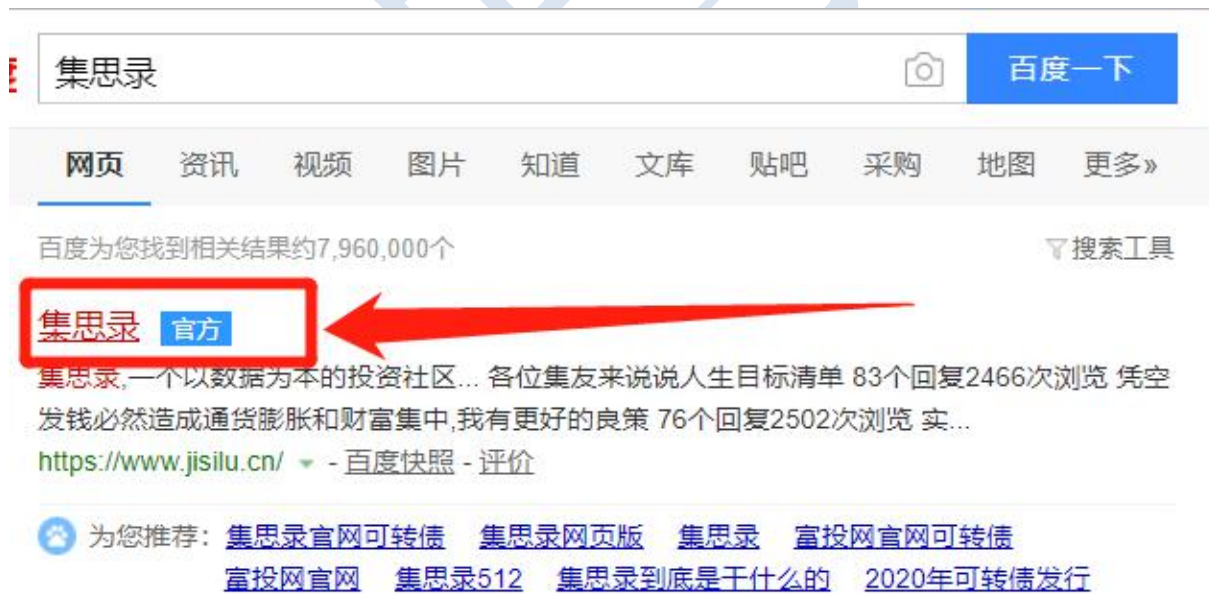 集思录 百度一下
网页 资讯 视频 图片 知道 文库 贴吧 采购 地图 更多»
百度为您找到相关结果约7,960,000个 搜索工具
集思录 官方
集思录,一个以数据为本的投资社区... 各位集友来说说人生目标清单 83个回复2466次浏览 凭空
发钱必然造成通货膨胀和财富集中,我有更好的良策 76个回复2502次浏览 实...
https://www.jisilu.cn/ - 百度快照 - 评价
为您推荐: 集思录官网可转债 集思录网页版 集思录 富投网官网可转债
富投网官网 集思录512 集思录到底是干什么的 2020年可转债发行